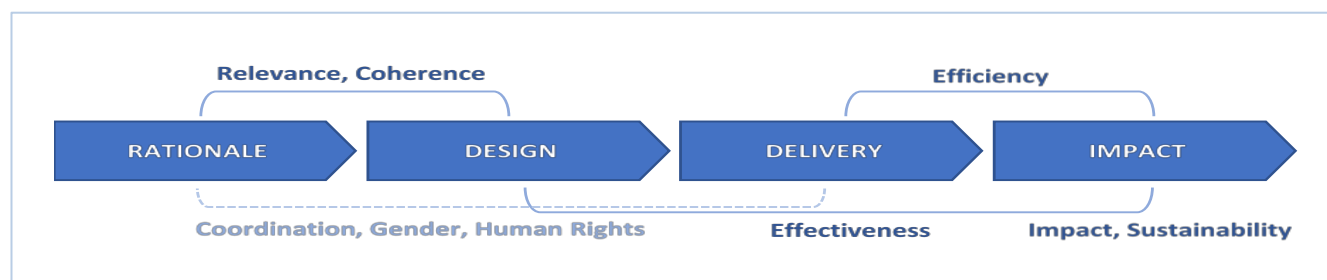 Relevance, Coherence Efficiency
RATIONALE DESIGN DELIVERY IMPACT
Coordination, Gender, Human Rights Effectiveness Impact, Sustainability